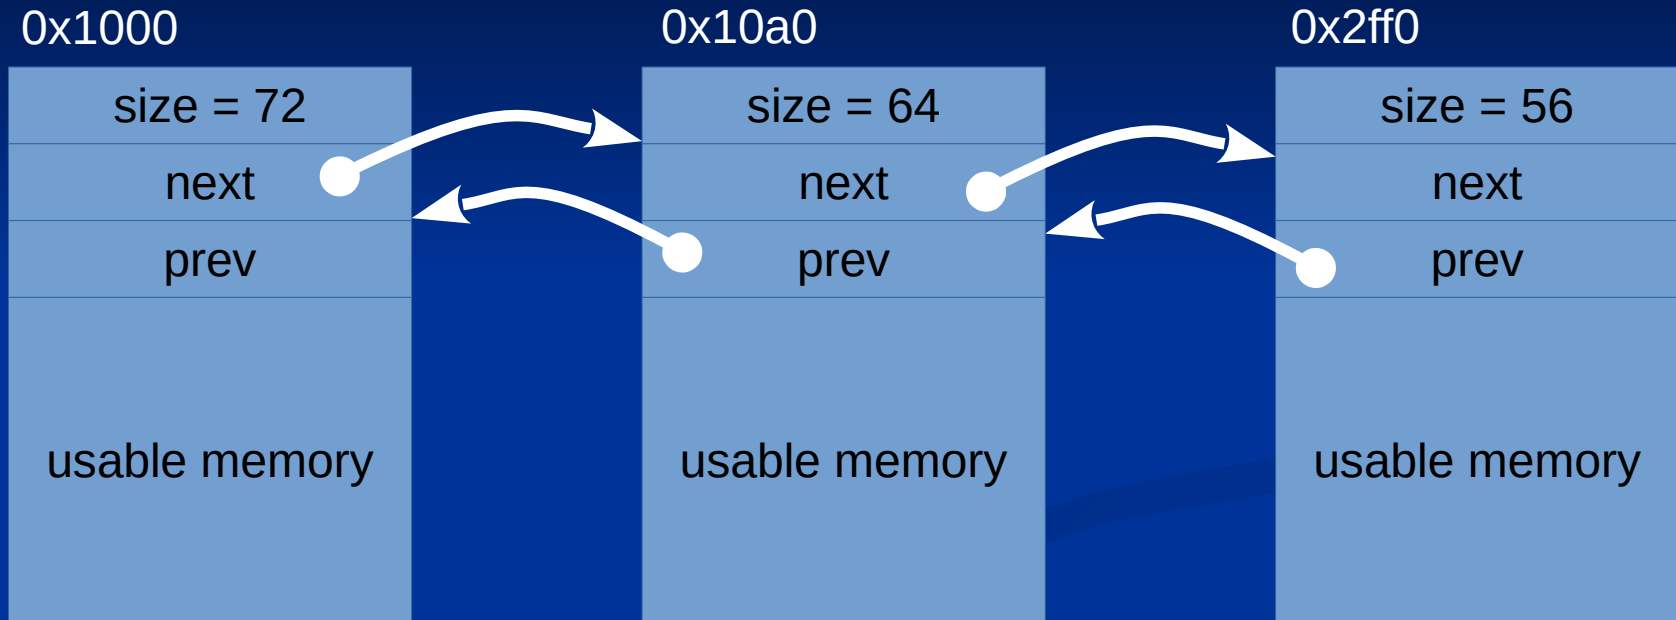 0x1000
size = 72
next
prev
usable memory
0x10a0
size = 64
next
prev
usable memory
0x2ff0
size = 56
next
prev
usable memory